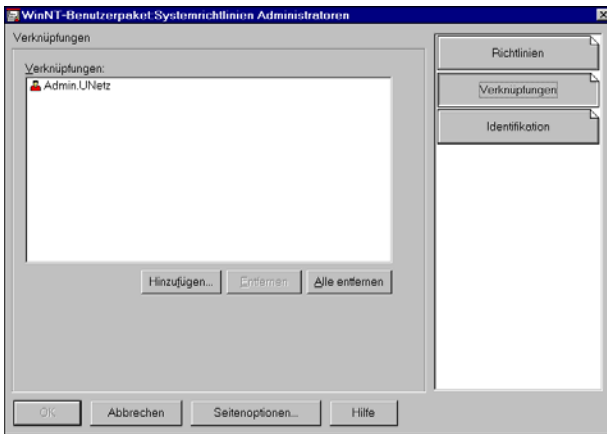 WinNT-Benutzerpaket:Systemrichtlinien Administratoren
Verknüpfungen
Verknüpfungen:
Admin.UNetz
Hinzufügen...
Entfernen
Alle entfernen
Richtlinien
Verknüpfungen
Identifikation
OK
Abbrechen
Seitenoptionen...
Hilfe